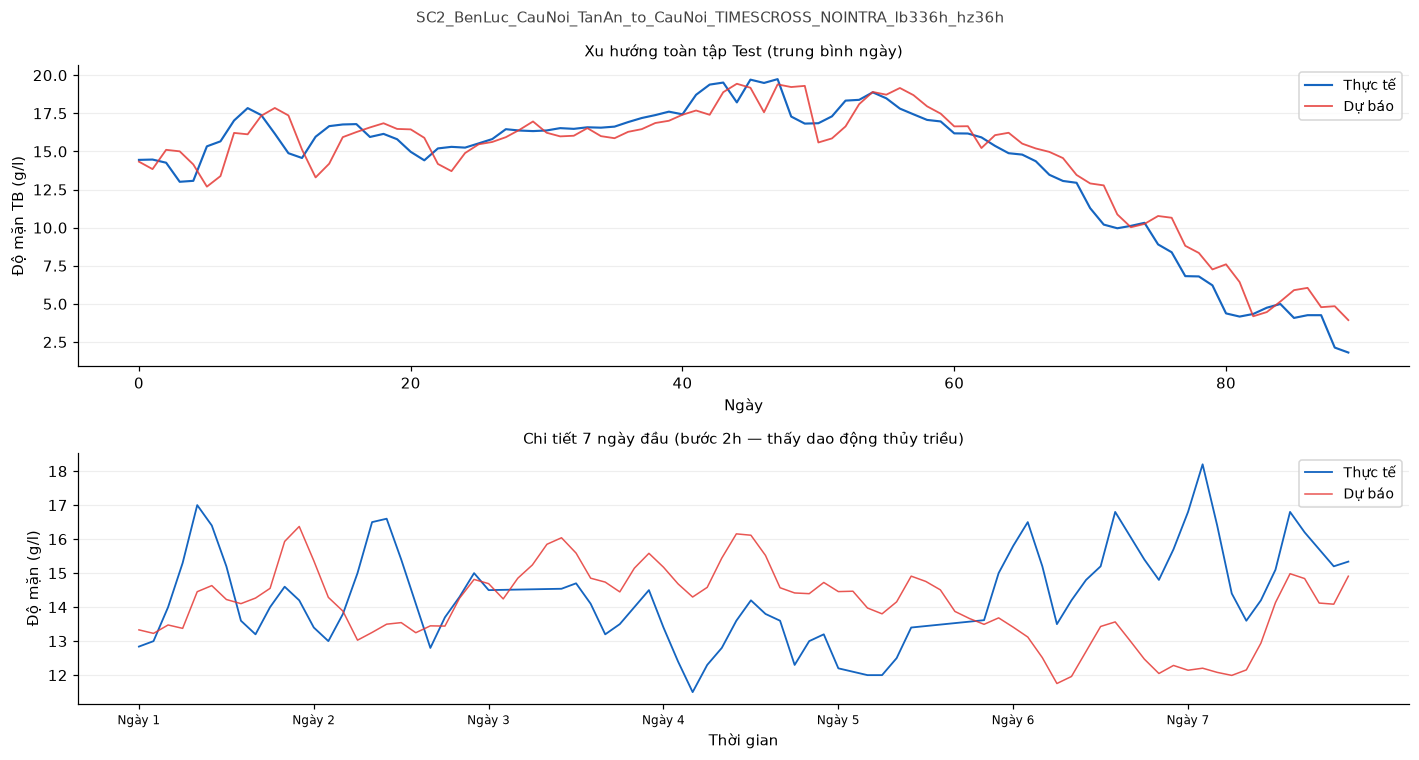 SC2_BenLuc_CauNoi_TanAn_to_CauNoi_TIMESCROSS_NOINTRA_lb336h_hz36h
Xu hướng toàn tập Test (trung bình ngày)
Độ mặn TB (g/l)
20.0
17.5
15.0
12.5
10.0
7.5
5.0
2.5
Thực tế
Dự báo
0
20
40
60
80
Ngày
Chi tiết 7 ngày đầu (bước 2h — thấy dao động thủy triều)
Độ mặn (g/l)
18
17
16
15
14
13
12
Thực tế
Dự báo
Ngày 1
Ngày 2
Ngày 3
Ngày 4
Ngày 5
Ngày 6
Ngày 7
Thời gian